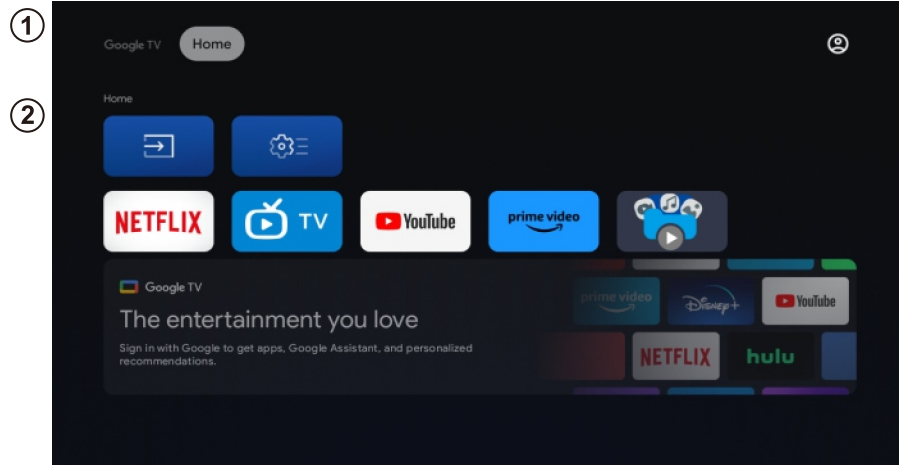 1
Google TV Home
2
Home
NETFLIX TV YouTube prime video
Google TV
The entertainment you love
Sign in with Google to get apps, Google Assistant, and personalized
recommendations.
prime video Disney+ YouTube
NETFLIX hulu